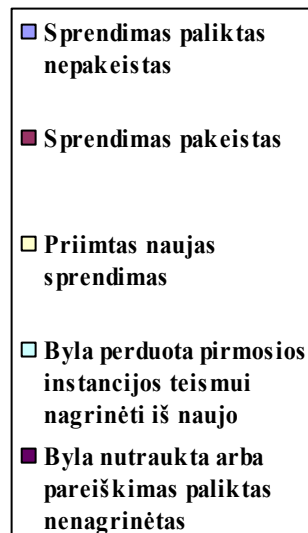 Sprendimas paliktas
nepakeistas
Sprendimas pakeistas
Priimtas naujas
sprendimas
Byla perduota pirmosios
instancijos teismui
nagrinėti iš naujo
Byla nutraukta arba
pareiškimas paliktas
nenagrinėtas